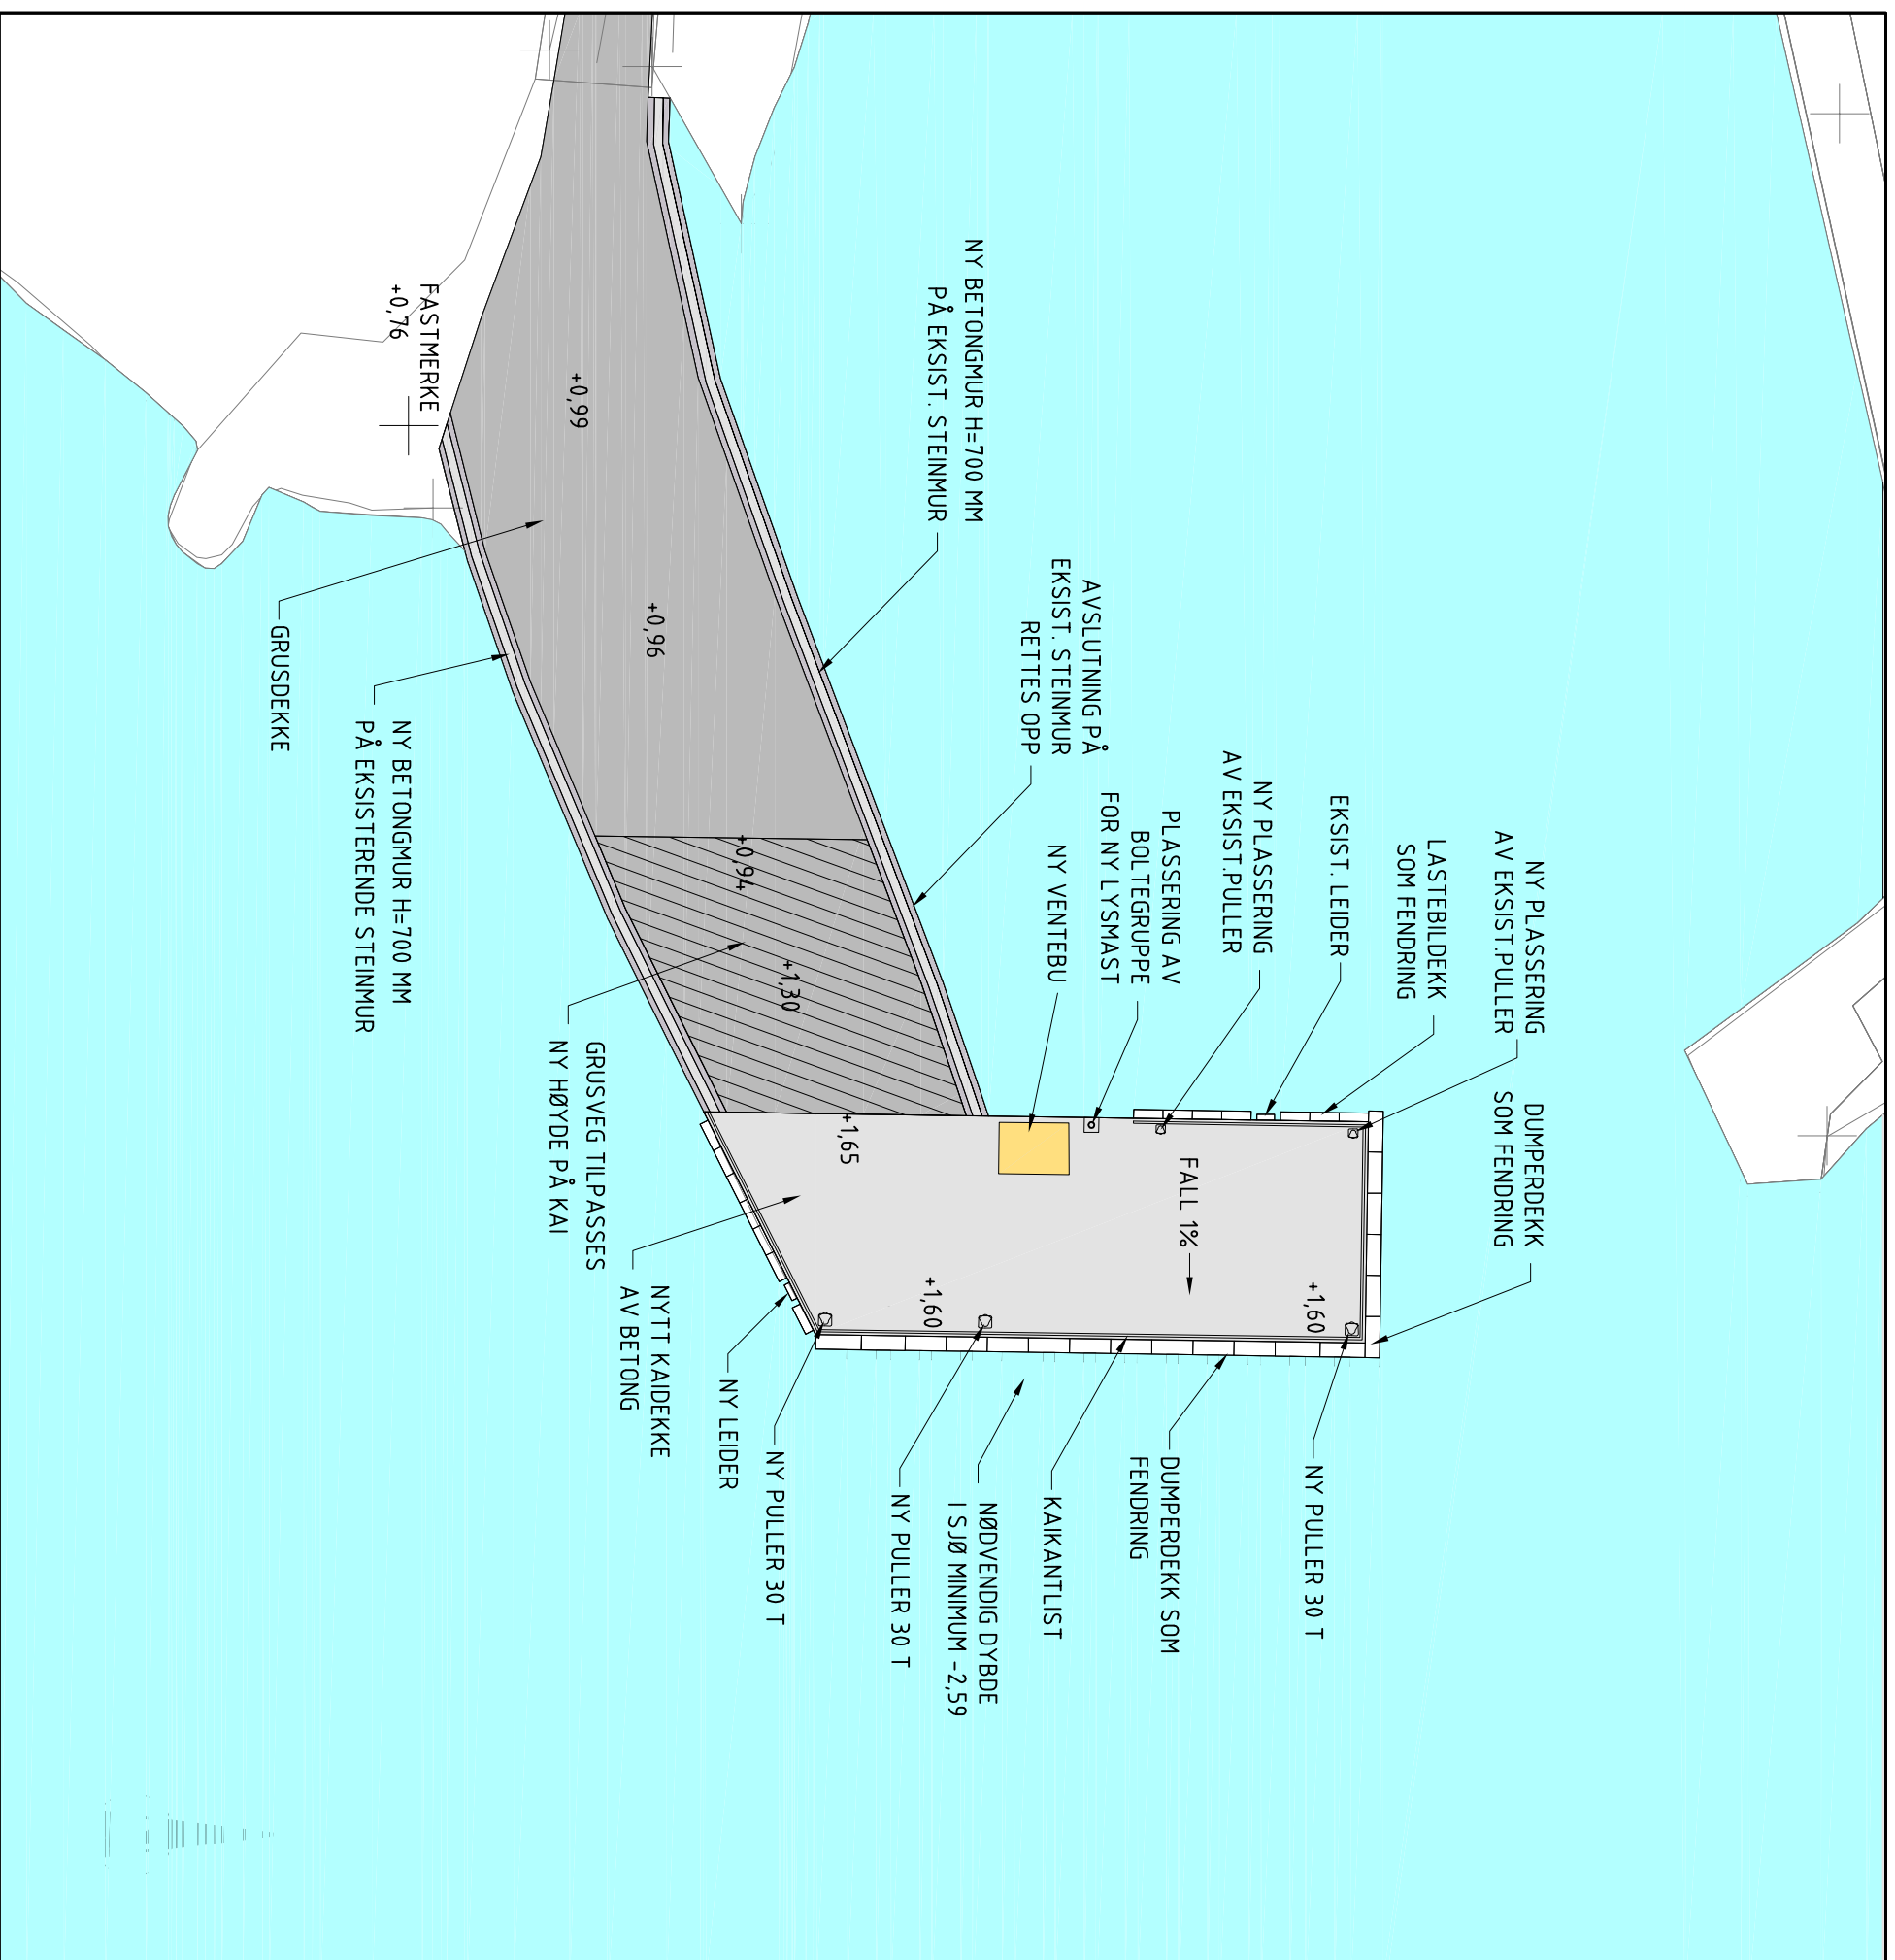 NY PLASSERING
AV EKSIST.PULLER
DUMPERDEKK
SOM FENDRING
LASTEBILDEKK
SOM FENDRING
EKSIST. LEIDER
NY PLASSERING
AV EKSIST.PULLER
PLASSERING AV
BOLTEGRUPPE
FOR NY LYSMAST
NY VENTEBU
AVSLUTNING PÅ
EKSIST. STEINMUR
RETTES OPP
NY BETONGMUR H=700 MM
PÅ EKSIST. STEINMUR
FASTMERKE
+0,76
+0,99
+0,96
+0,94
+1,30
+1,65
FALL 1%
+1,60
+1,60
NY PULLER 30 T
DUMPERDEKK SOM
FENDRING
KAIKANTLIST
NØDVENDIG DYBDE
I SJØ MINIMUM -2,59
NY PULLER 30 T
NY PULLER 30 T
NY LEIDER
NYTT KAIDEKKE
AV BETONG
GRUSVEG TILPASSES
NY HØYDE PÅ KAI
NY BETONGMUR H=700 MM
PÅ EKSISTERENDE STEINMUR
GRUSDEKKE